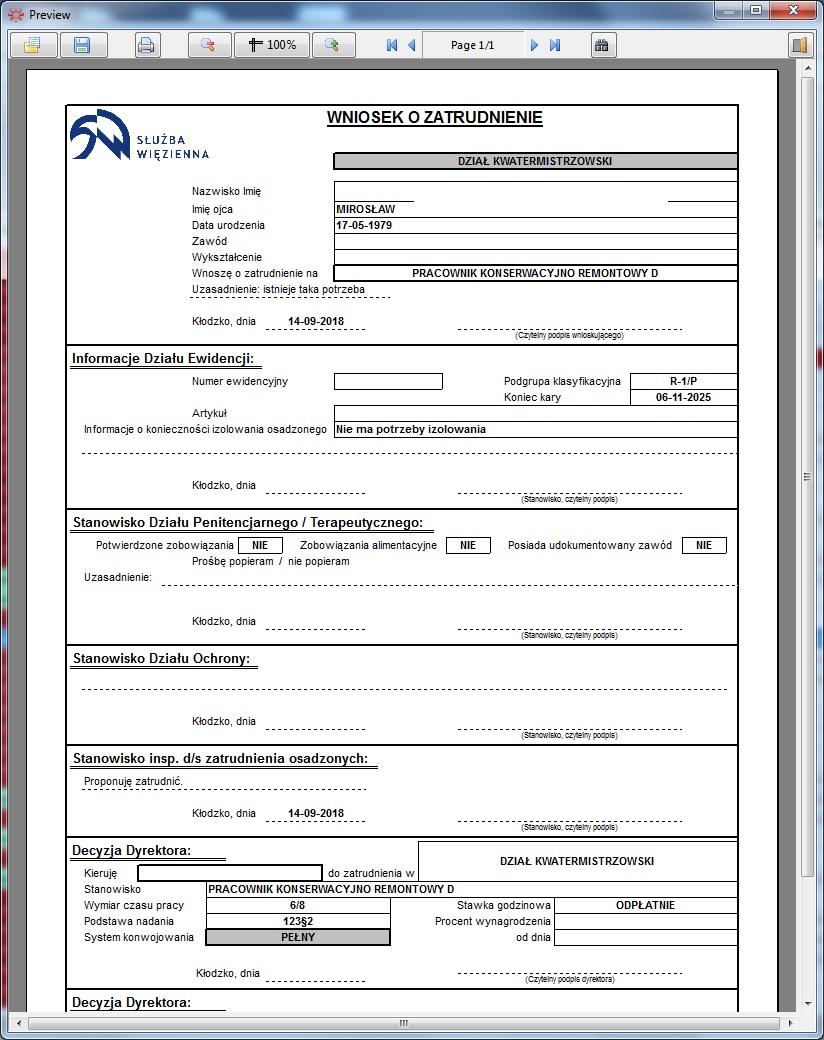 Preview
100%
Page 1/1
WNIOSEK O ZATRUDNIENIE
SŁUŻBA
WIĘZIENNA
DZIAŁ KWATERMISTRZOWSKI
Nazwisko Imię
Imię ojca MIROSŁAW
Data urodzenia 17-05-1979
Zawód
Wykształcenie
Wnoszę o zatrudnienie na PRACOWNIK KONSERWACYJNO REMONTOWY D
Uzasadnienie: istnieje taka potrzeba
Kłodzko, dnia 14-09-2018
(Czytelny podpis wnioskującego)
Informacje Działu Ewidencji:
Numer ewidencyjny Podgrupa klasyfikacyjna R-1/P
Koniec kary 06-11-2025
Artykuł
Informacje o konieczności izolowania osadzonego Nie ma potrzeby izolowania
Kłodzko, dnia
(Stanowisko, czytelny podpis)
Stanowisko Działu Penitencjarnego / Terapeutycznego:
Potwierdzone zobowiązania NIE Zobowiązania alimentacyjne NIE Posiada udokumentowany zawód NIE
Prośbę popieram / nie popieram
Uzasadnienie:
Kłodzko, dnia
(Stanowisko, czytelny podpis)
Stanowisko Działu Ochrony:
Kłodzko, dnia
(Stanowisko, czytelny podpis)
Stanowisko insp. d/s zatrudnienia osadzonych:
Proponuję zatrudnić.
Kłodzko, dnia 14-09-2018
(Stanowisko, czytelny podpis)
Decyzja Dyrektora:
Kieruję do zatrudnienia w DZIAŁ KWATERMISTRZOWSKI
Stanowisko PRACOWNIK KONSERWACYJNO REMONTOWY D
Wymiar czasu pracy 6/8 Stawka godzinowa ODPŁATNIE
Podstawa nadania 123§2 Procent wynagrodzenia
System konwojowania PEŁNY od dnia
Kłodzko, dnia
(Czytelny podpis dyrektora)
Decyzja Dyrektora: